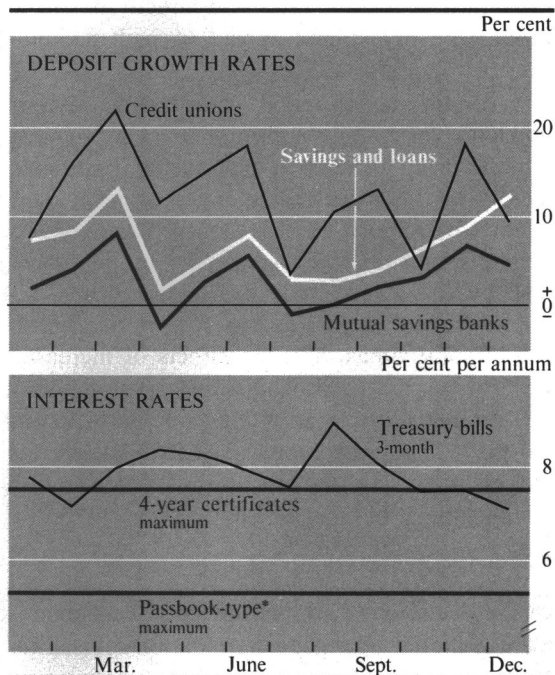 Per cent
DEPOSIT GROWTH RATES
Credit unions
20
Savings and loans
10
+
0
−
Mutual savings banks
Per cent per annum
INTEREST RATES
Treasury bills
3-month
8
4-year certificates
maximum
6
Passbook-type*
maximum
Mar.
June
Sept.
Dec.